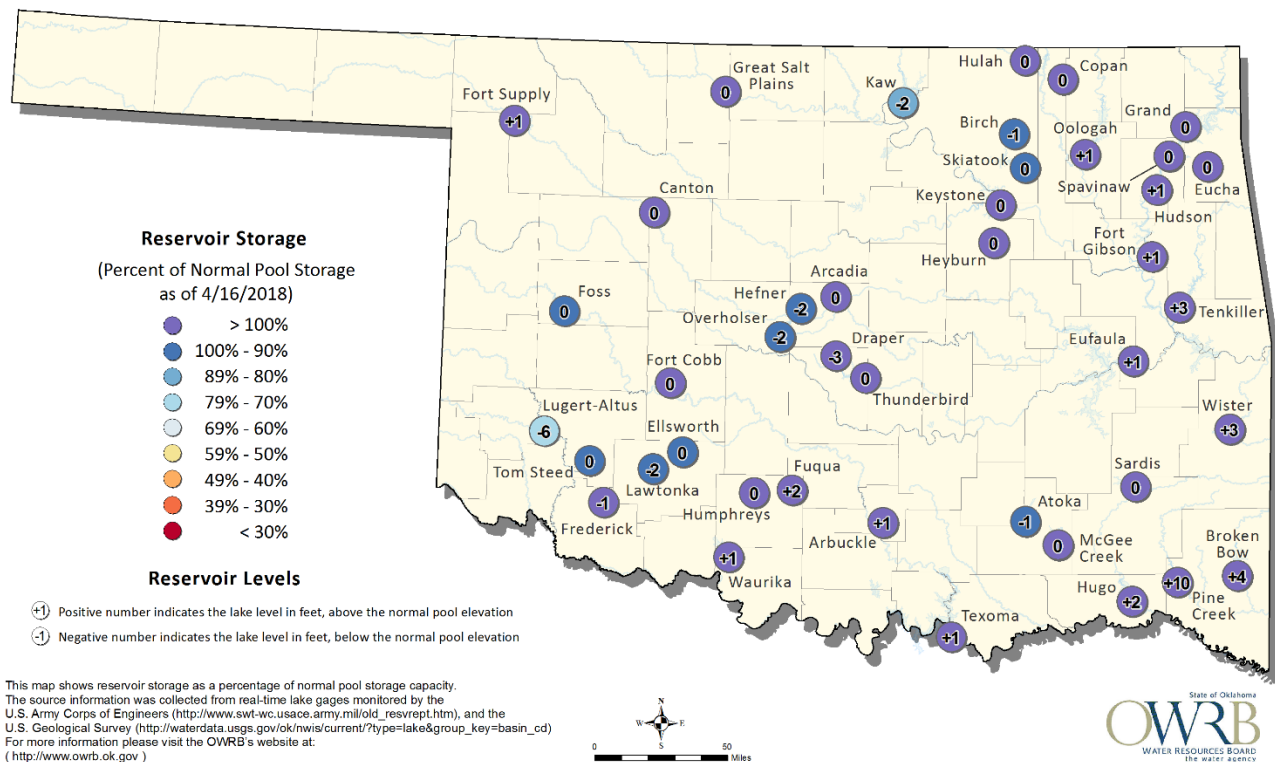 Hulah
0
Copan
0
Great Salt
Plains
0
Kaw
-2
Fort Supply
+1
Grand
0
Birch
-1
Oologah
+1
Skiatook
0
Spavinaw
0
Eucha
0
Canton
0
Keystone
0
Hudson
+1
Heyburn
0
Fort
Gibson
+1
Arcadia
0
Foss
0
Hefner
-2
Overholser
-2
Tenkiller
+3
Draper
-3
Eufaula
+1
Fort Cobb
0
Thunderbird
0
Lugert-Altus
-6
Wister
+3
Ellsworth
0
Tom Steed
0
Lawtonka
-2
Fuqua
+2
Sardis
0
Frederick
-1
Humphreys
0
Atoka
-1
Arbuckle
+1
McGee
Creek
0
Broken
Bow
+4
Waurika
+1
Hugo
+2
Pine
Creek
+10
Texoma
+1
Reservoir Storage
(Percent of Normal Pool Storage
as of 4/16/2018)
> 100%
100% - 90%
89% - 80%
79% - 70%
69% - 60%
59% - 50%
49% - 40%
39% - 30%
< 30%
Reservoir Levels
+1 Positive number indicates the lake level in feet, above the normal pool elevation
-1 Negative number indicates the lake level in feet, below the normal pool elevation
This map shows reservoir storage as a percentage of normal pool storage capacity.
The source information was collected from real-time lake gages monitored by the
U.S. Army Corps of Engineers (http://www.swt-wc.usace.army.mil/old_resvrept.htm), and the
U.S. Geological Survey (http://waterdata.usgs.gov/ok/nwis/current/?type=lake&group_key=basin_cd)
For more information please visit the OWRB's website at:
( http://www.owrb.ok.gov )
N
W E
S
0 50
Miles
State of Oklahoma
OWRB
WATER RESOURCES BOARD
the water agency